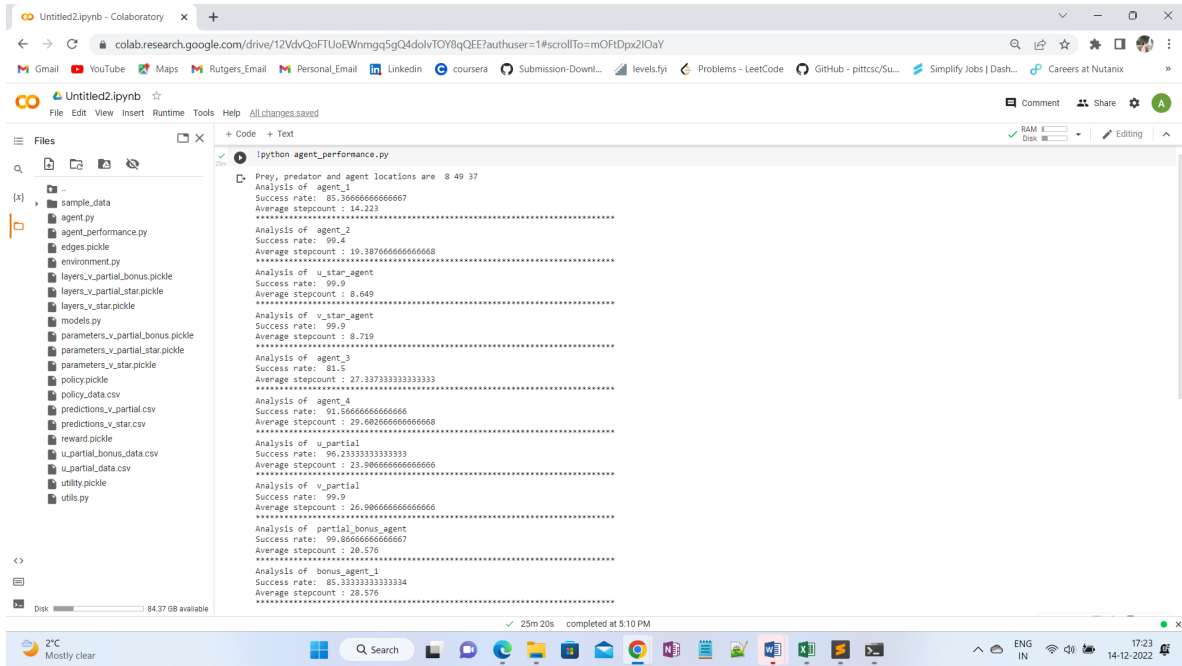 Untitled2.ipynb - Colaboratory
colab.research.google.com/drive/12VdvQoFTUoEWnmgq5gQ4dolvTOY8qQEE?authuser=1#scrollTo=mOFtDpx2IOaY
Gmail YouTube Maps Rutgers_Email Personal_Email Linkedin coursera Submission-Downl... levels.fyi Problems - LeetCode GitHub - pittcsc/Su... Simplify Jobs | Dash... Careers at Nutanix »
Untitled2.ipynb
Comment Share A
File Edit View Insert Runtime Tools Help All changes saved
Files
+ Code + Text
RAM
Disk
Editing
{x}
..
sample_data
agent.py
agent_performance.py
edges.pickle
environment.py
layers_v_partial_bonus.pickle
layers_v_partial_star.pickle
layers_v_star.pickle
models.py
parameters_v_partial_bonus.pickle
parameters_v_partial_star.pickle
parameters_v_star.pickle
policy.pickle
policy_data.csv
predictions_v_partial.csv
predictions_v_star.csv
reward.pickle
u_partial_bonus_data.csv
u_partial_data.csv
utility.pickle
utils.py
Disk 84.37 GB available
25m
!python agent_performance.py
Prey, predator and agent locations are 8 49 37
Analysis of agent_1
Success rate: 85.36666666666667
Average stepcount : 14.223
**************************************************************************
Analysis of agent_2
Success rate: 99.4
Average stepcount : 19.387666666666668
**************************************************************************
Analysis of u_star_agent
Success rate: 99.9
Average stepcount : 8.649
**************************************************************************
Analysis of v_star_agent
Success rate: 99.9
Average stepcount : 8.719
**************************************************************************
Analysis of agent_3
Success rate: 81.5
Average stepcount : 27.337333333333333
**************************************************************************
Analysis of agent_4
Success rate: 91.56666666666666
Average stepcount : 29.602666666666668
**************************************************************************
Analysis of u_partial
Success rate: 96.23333333333333
Average stepcount : 23.906666666666666
**************************************************************************
Analysis of v_partial
Success rate: 99.9
Average stepcount : 26.906666666666666
**************************************************************************
Analysis of partial_bonus_agent
Success rate: 99.86666666666667
Average stepcount : 20.576
**************************************************************************
Analysis of bonus_agent_1
Success rate: 85.33333333333334
Average stepcount : 28.576
**************************************************************************
25m 20s completed at 5:10 PM
2°C
Mostly clear
Search
ENG
IN
17:23
14-12-2022